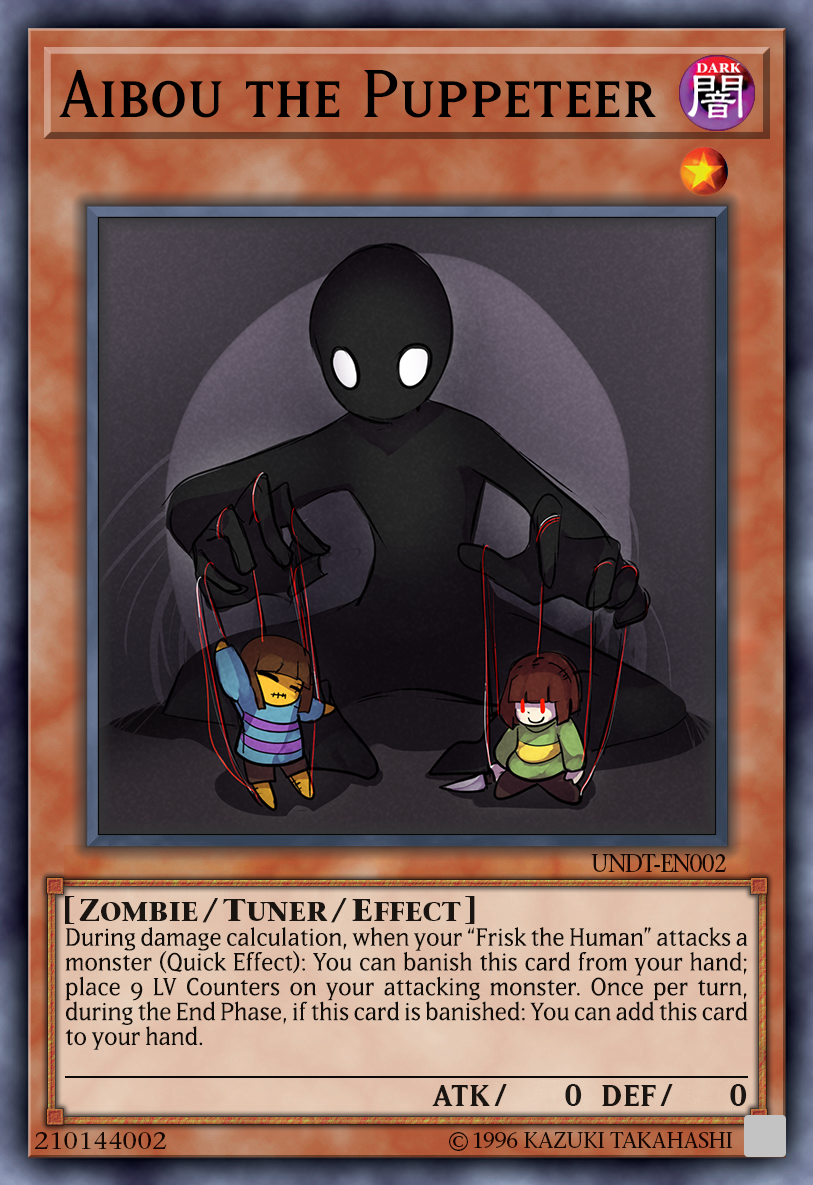 Aibou the Puppeteer
DARK
闇
UNDT-EN002
[Zombie/Tuner/Effect]
During damage calculation, when your “Frisk the Human” attacks a
monster (Quick Effect): You can banish this card from your hand;
place 9 LV Counters on your attacking monster. Once per turn,
during the End Phase, if this card is banished: You can add this card
to your hand.
ATK/ 0 DEF/ 0
210144002 ©1996 KAZUKI TAKAHASHI